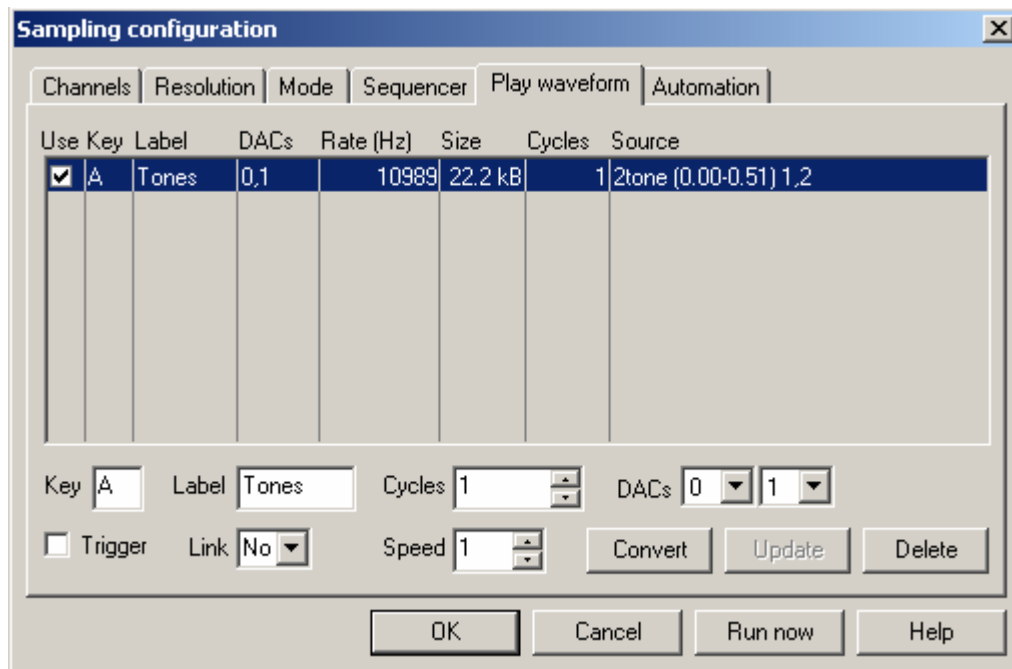 Sampling configuration
Channels Resolution Mode Sequencer Play waveform Automation
Use Key Label DACs Rate (Hz) Size Cycles Source
A Tones 0,1 10989 22.2 kB 1 2tone (0.00-0.51) 1,2
Key A Label Tones Cycles 1 DACs 0 1
Trigger Link No Speed 1 Convert Update Delete
OK Cancel Run now Help